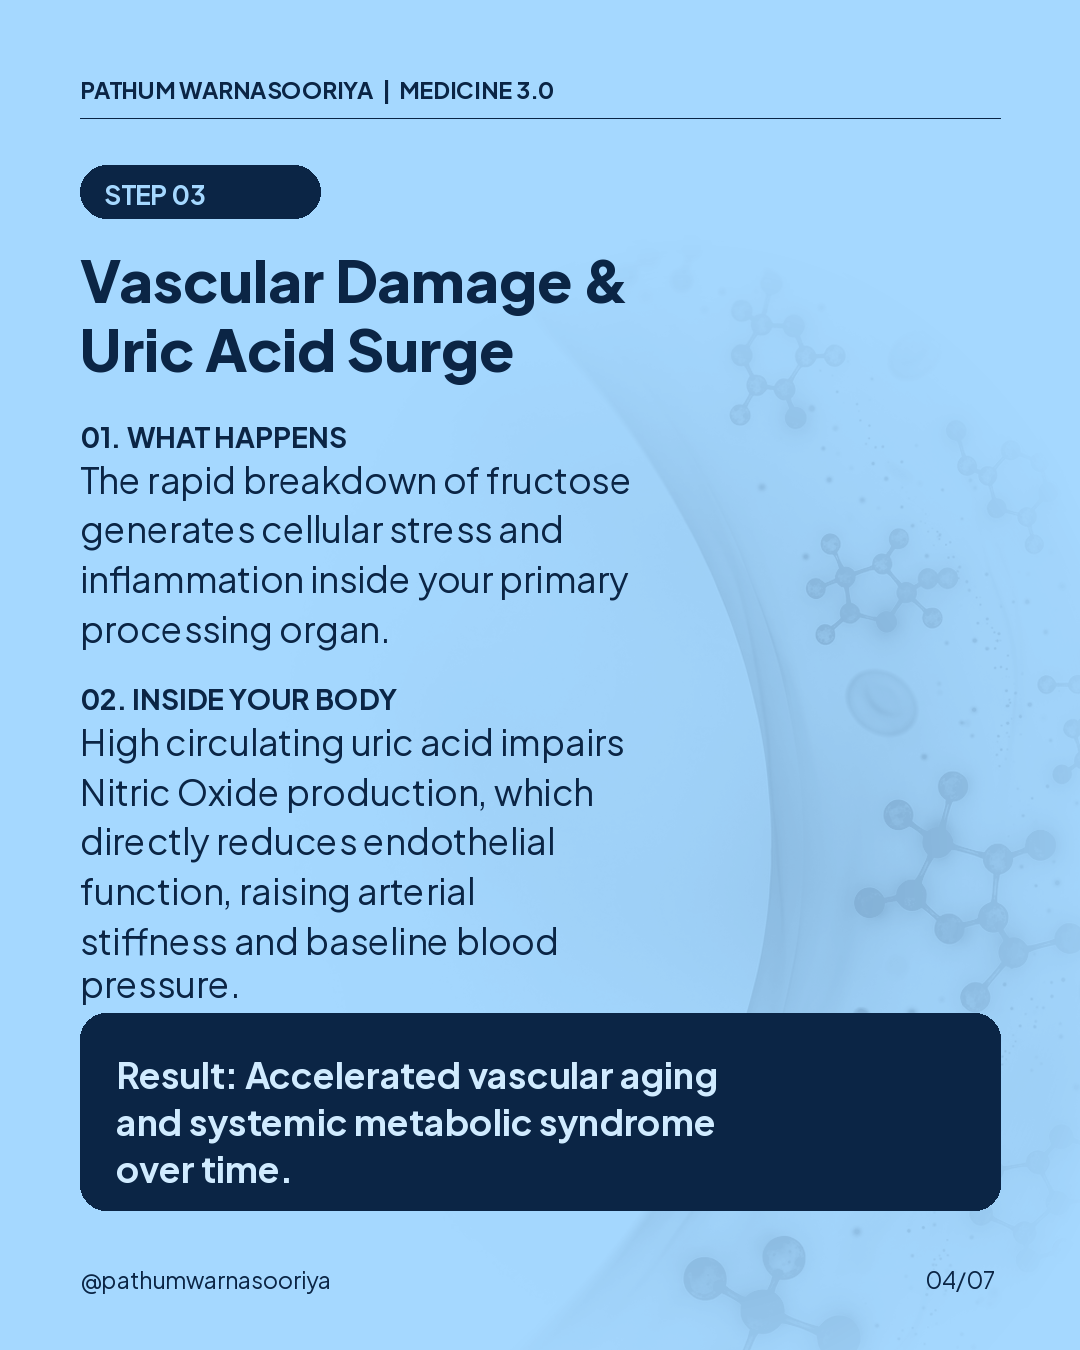 PATHUM WARNASOORIYA | MEDICINE 3.0
STEP 03
Vascular Damage &
Uric Acid Surge
01. WHAT HAPPENS
The rapid breakdown of fructose
generates cellular stress and
inflammation inside your primary
processing organ.
02. INSIDE YOUR BODY
High circulating uric acid impairs
Nitric Oxide production, which
directly reduces endothelial
function, raising arterial
stiffness and baseline blood
pressure.
Result: Accelerated vascular aging
and systemic metabolic syndrome
over time.
@pathumwarnasooriya
04/07